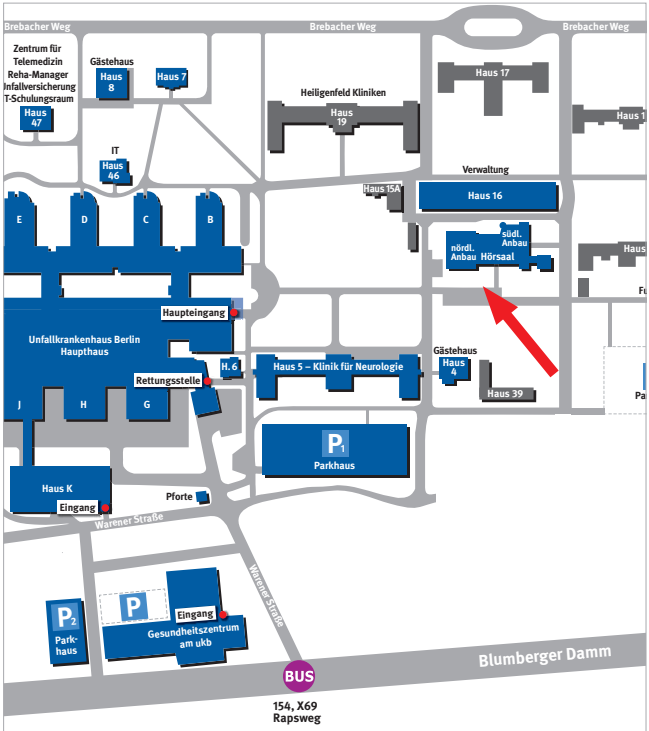 Brebacher Weg
Brebacher Weg
Brebacher Weg
Zentrum für
Telemedizin
Reha-Manager
Unfallversicherung
T-Schulungsraum
Haus
47
Gästehaus
Haus
8
Haus 7
Heiligenfeld Kliniken
Haus
19
Haus 17
Haus 1
IT
Haus
46
Haus 15A
Verwaltung
Haus 16
E
D
C
B
nördl.
Anbau
Hörsaal
südl.
Anbau
Haus
Fu
Haupteingang
Unfallkrankenhaus Berlin
Haupthaus
Rettungsstelle
H. 6
Haus 5 – Klinik für Neurologie
Gästehaus
Haus
4
Haus 39
Pa
J
H
G
P1
Parkhaus
Haus K
Eingang
Pforte
Warener Straße
Warener Straße
P2
Park-
haus
P
Eingang
Gesundheitszentrum
am ukb
Blumberger Damm
BUS
154, X69
Rapsweg